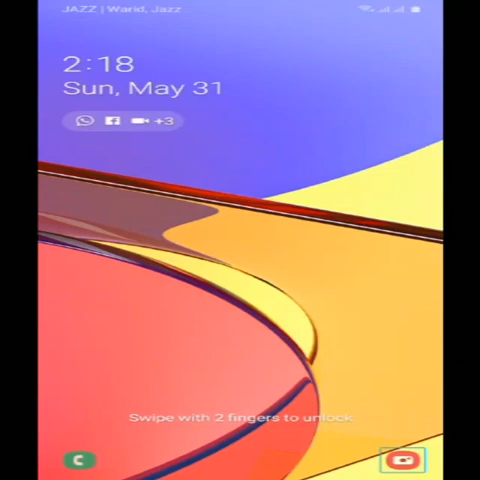 JAZZ | Warid, Jazz
2:18
Sun, May 31
+3
Swipe with 2 fingers to unlock